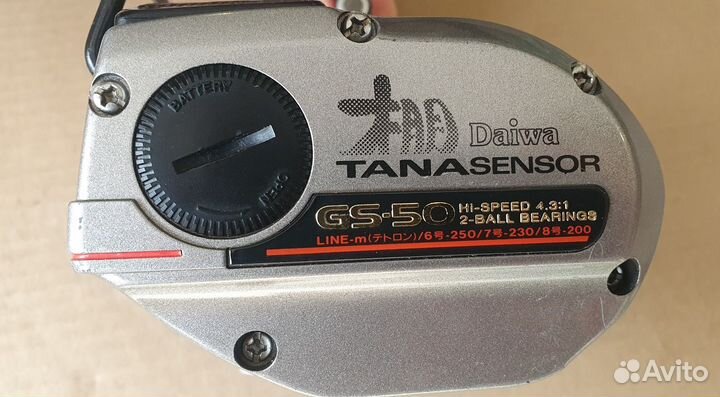 BATTERY
OPEN
棚 Daiwa
TANASENSOR
GS-50 Hi-SPEED 4.3:1
2-BALL BEARINGS
LINE-m(テトロン)/6号-250/7号-230/8号-200
Avito